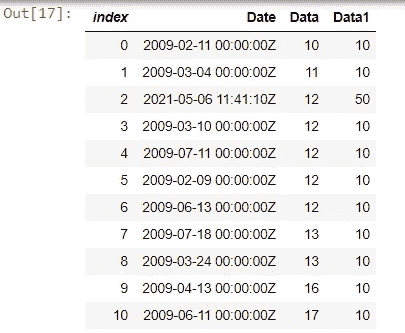 Out[17]: index Date Data Data1
0 2009-02-11 00:00:00Z 10 10
1 2009-03-04 00:00:00Z 11 10
2 2021-05-06 11:41:10Z 12 50
3 2009-03-10 00:00:00Z 12 10
4 2009-07-11 00:00:00Z 12 10
5 2009-02-09 00:00:00Z 12 10
6 2009-06-13 00:00:00Z 12 10
7 2009-07-18 00:00:00Z 13 10
8 2009-03-24 00:00:00Z 13 10
9 2009-04-13 00:00:00Z 16 10
10 2009-06-11 00:00:00Z 17 10